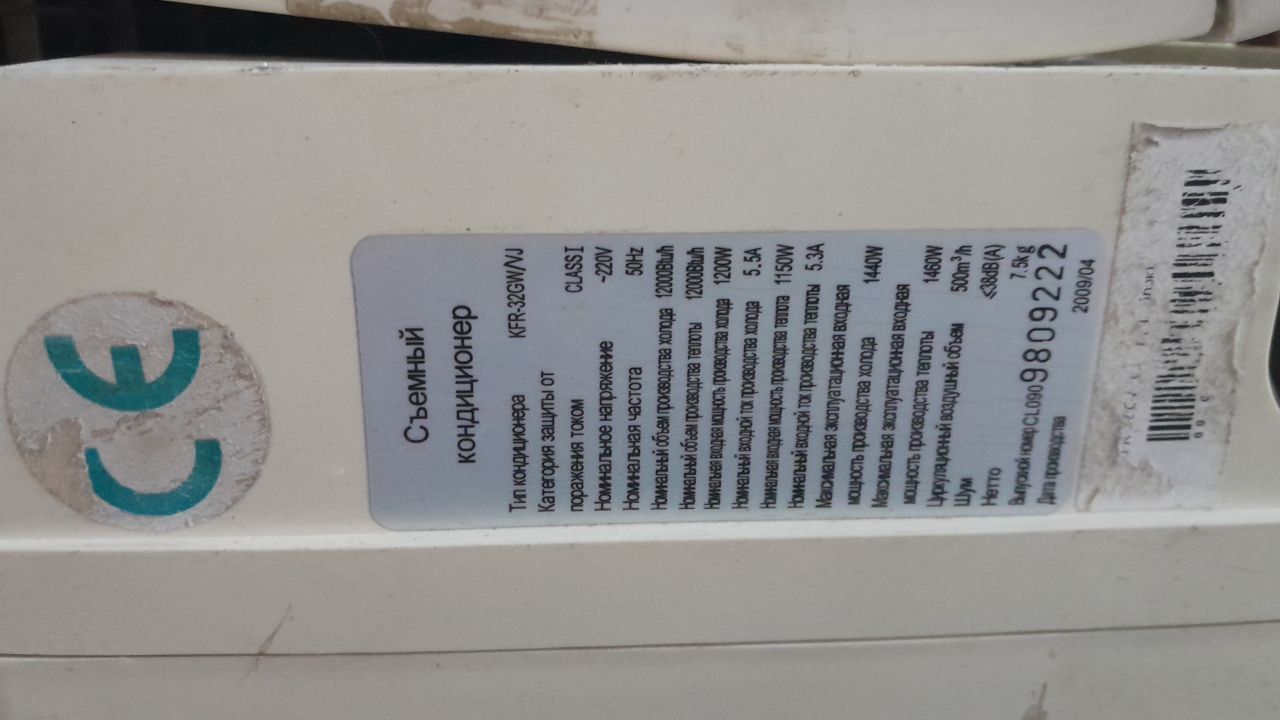 CE
Съемный
кондиционер
Тип кондиционера KFR-32GW/VJ
Категория защиты от
поражения током CLASS I
Номинальное напряжение ~220V
Номинальная частота 50Hz
Номинальный объем производства холода 12000Btu/h
Номинальный объем производства теплоты 12000Btu/h
Номинальная входная мощность производства холода 1200W
Номинальный входной ток производства холода 5.5A
Номинальная входная мощность производства теплота 1150W
Номинальный входной ток производства теплоты 5.3A
Максимальная эксплуатационная входная
мощность производства холода 1440W
Максимальная эксплуатационная входная
мощность производства теплоты 1460W
Циркуляционный воздушный объем 500m³/h
Шум ≤38dB(A)
Нетто 7.5kg
Выпускной номер CL0909809222
Дата производства 2009/04